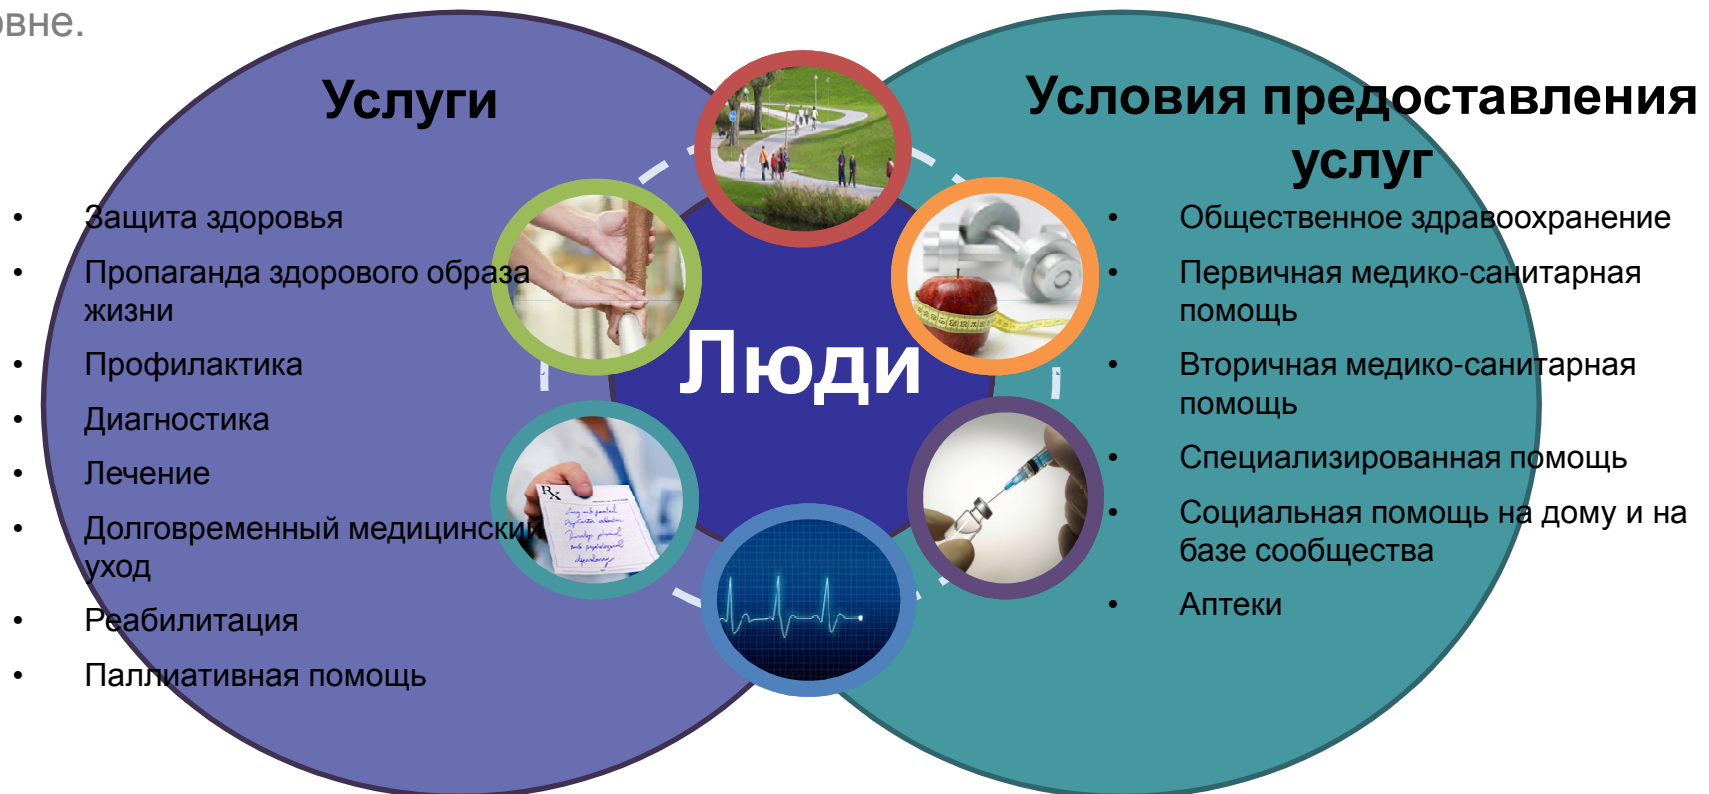 овне.
Услуги
• Защита здоровья
• Пропаганда здорового образа
жизни
• Профилактика
• Диагностика
• Лечение
• Долговременный медицинский
уход
• Реабилитация
• Паллиативная помощь
Люди
RX
Условия предоставления
услуг
• Общественное здравоохранение
• Первичная медико-санитарная
помощь
• Вторичная медико-санитарная
помощь
• Специализированная помощь
• Социальная помощь на дому и на
базе сообщества
• Аптеки